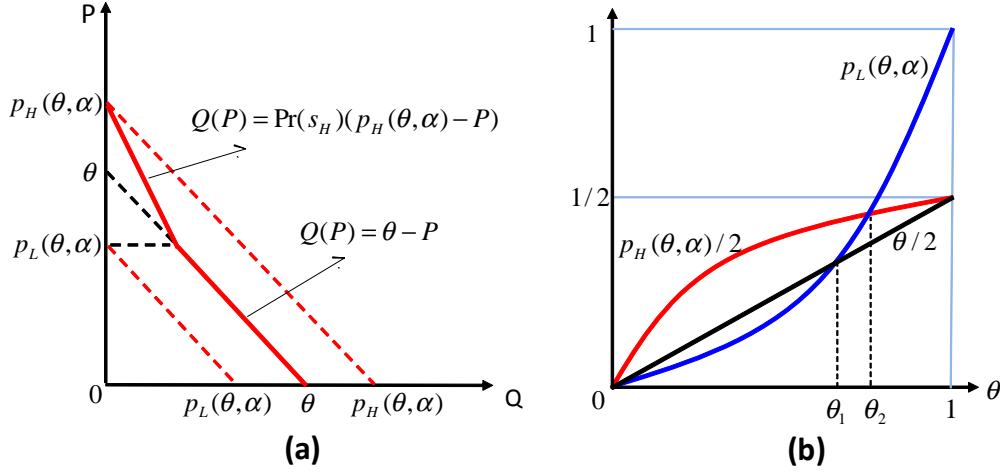 P
p_H(θ,α)
Q(P) = Pr(s_H)(p_H(θ,α) − P)
θ
p_L(θ,α)
Q(P) = θ − P
0
p_L(θ,α)
θ
p_H(θ,α)
Q
(a)
θ
1
p_L(θ,α)
1/2
p_H(θ,α)/2
θ/2
0
θ_1
θ_2
1
θ
(b)